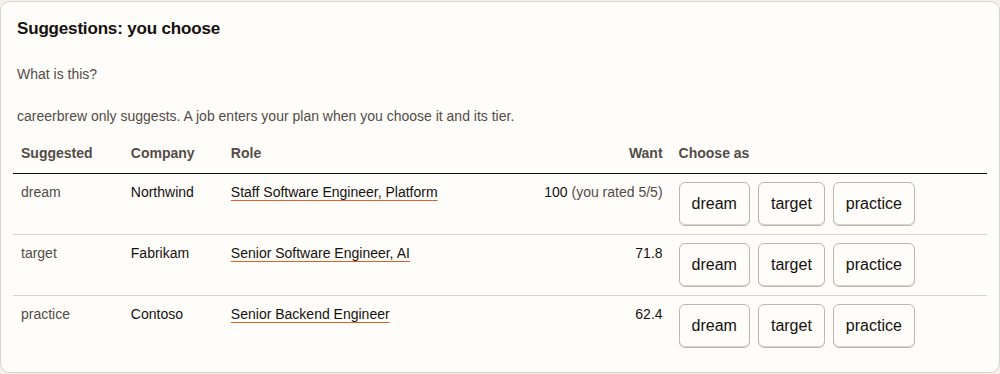 Suggestions: you choose
What is this?
careerbrew only suggests. A job enters your plan when you choose it and its tier.
Suggested Company Role Want Choose as
dream Northwind Staff Software Engineer, Platform 100 (you rated 5/5) dream target practice
target Fabrikam Senior Software Engineer, AI 71.8 dream target practice
practice Contoso Senior Backend Engineer 62.4 dream target practice